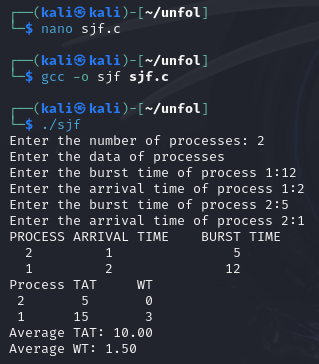 ┌──(kali㉿kali)-[~/unfol]
└─$ nano sjf.c
┌──(kali㉿kali)-[~/unfol]
└─$ gcc -o sjf sjf.c
┌──(kali㉿kali)-[~/unfol]
└─$ ./sjf
Enter the number of processes: 2
Enter the data of processes
Enter the burst time of process 1:12
Enter the arrival time of process 1:2
Enter the burst time of process 2:5
Enter the arrival time of process 2:1
PROCESS ARRIVAL TIME    BURST TIME
  2         1               5
  1         2              12
Process TAT     WT
 2       5       0
 1      15       3
Average TAT: 10.00
Average WT: 1.50